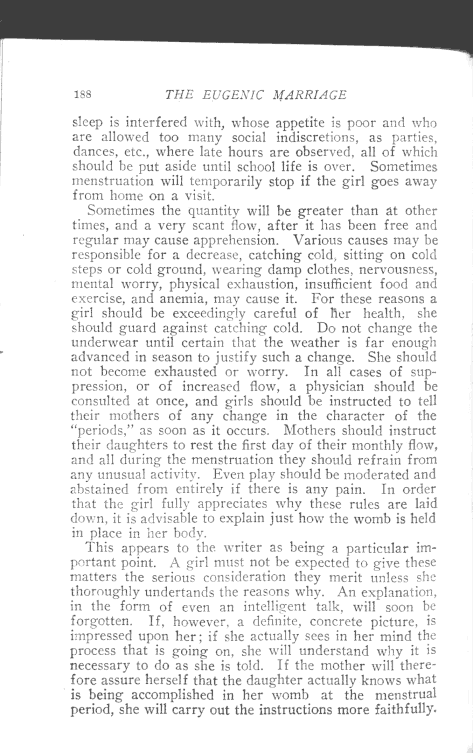 188 THE EUGENIC MARRIAGE
sleep is interfered with, whose appetite is poor and who
are allowed too many social indiscretions, as parties,
dances, etc., where late hours are observed, all of which
should be put aside until school life is over. Sometimes
menstruation will temporarily stop if the girl goes away
from home on a visit.
Sometimes the quantity will be greater than at other
times, and a very scant flow, after it has been free and
regular may cause apprehension. Various causes may be
responsible for a decrease, catching cold, sitting on cold
steps or cold ground, wearing damp clothes, nervousness,
mental worry, physical exhaustion, insufficient food and
exercise, and anemia, may cause it. For these reasons a
girl should be exceedingly careful of her health, she
should guard against catching cold. Do not change the
underwear until certain that the weather is far enough
advanced in season to justify such a change. She should
not become exhausted or worry. In all cases of sup-
pression, or of increased flow, a physician should be
consulted at once, and girls should be instructed to tell
their mothers of any change in the character of the
"periods," as soon as it occurs. Mothers should instruct
their daughters to rest the first day of their monthly flow,
and all during the menstruation they should refrain from
any unusual activity. Even play should be moderated and
abstained from entirely if there is any pain. In order
that the girl fully appreciates why these rules are laid
down, it is advisable to explain just how the womb is held
in place in her body.
This appears to the writer as being a particular im-
portant point. A girl must not be expected to give these
matters the serious consideration they merit unless she
thoroughly undertands the reasons why. An explanation,
in the form of even an intelligent talk, will soon be
forgotten. If, however, a definite, concrete picture, is
impressed upon her; if she actually sees in her mind the
process that is going on, she will understand why it is
necessary to do as she is told. If the mother will there-
fore assure herself that the daughter actually knows what
is being accomplished in her womb at the menstrual
period, she will carry out the instructions more faithfully.